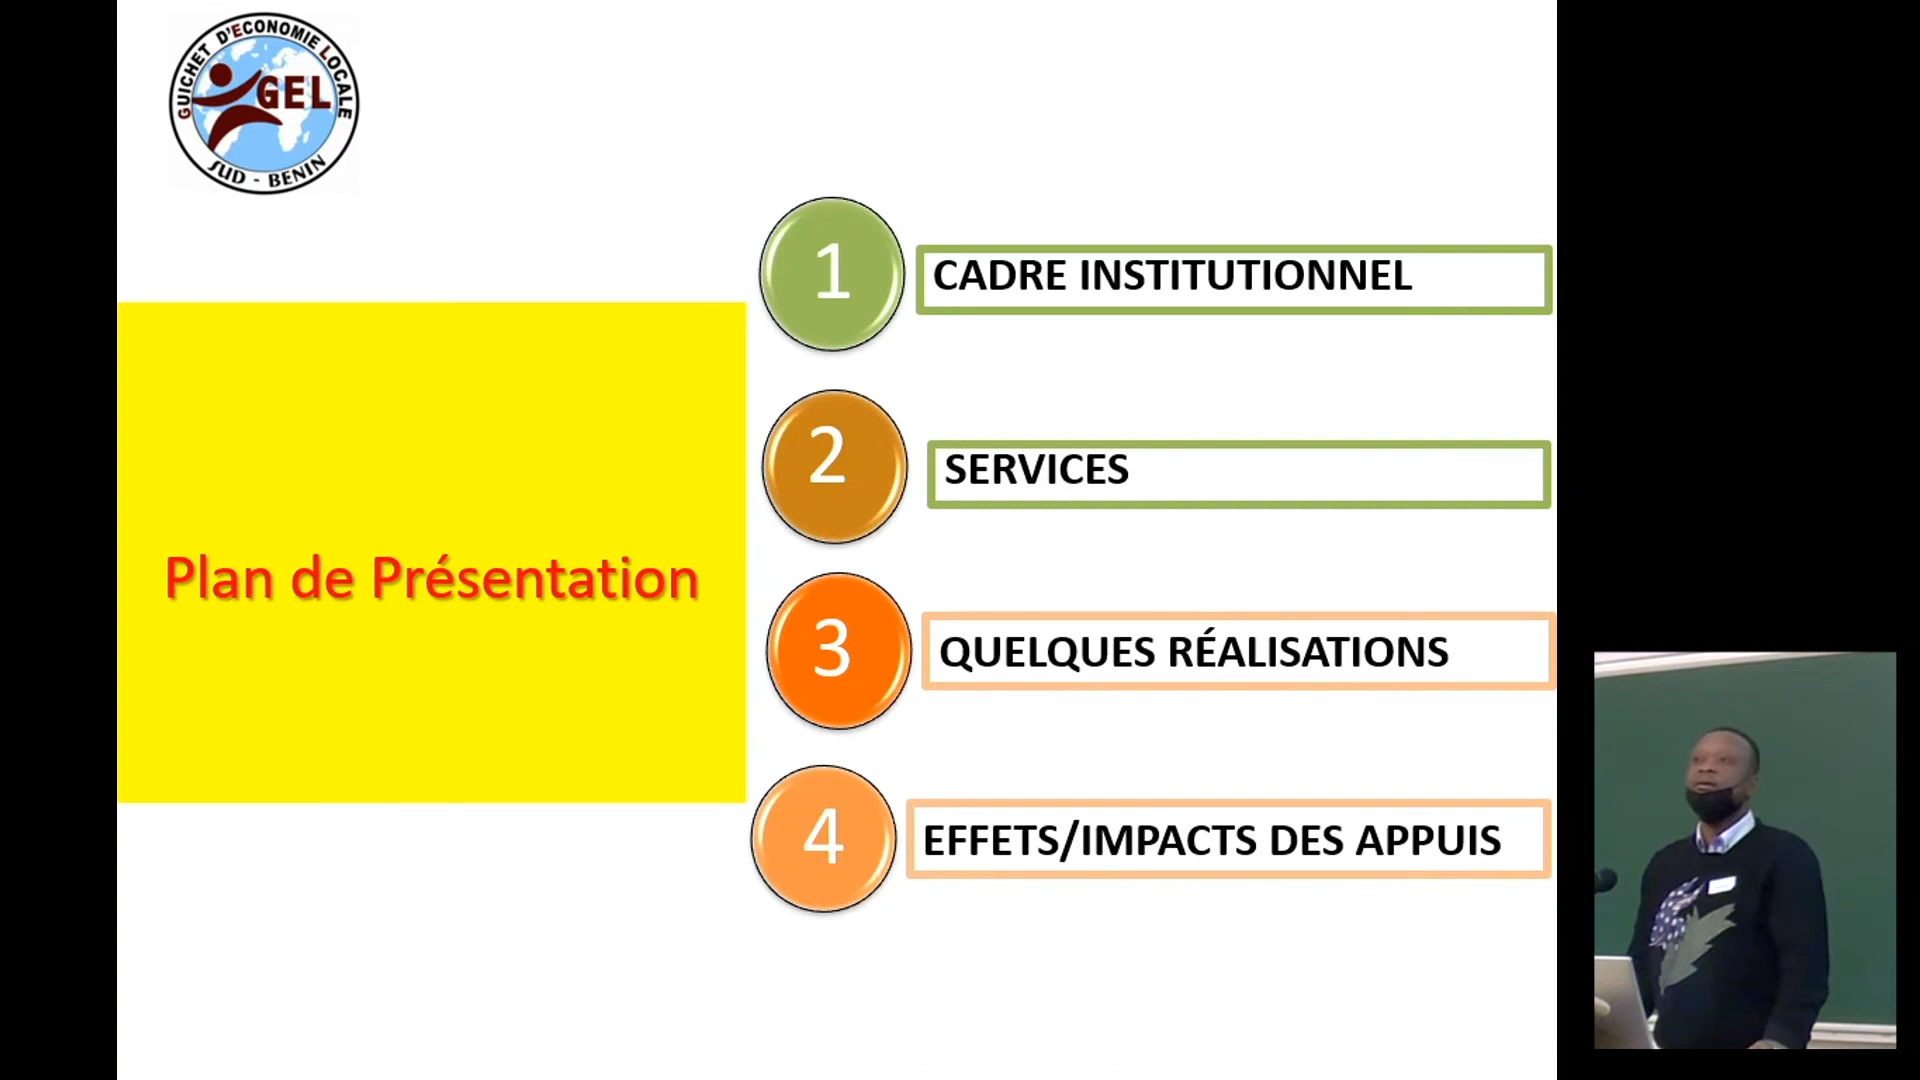 GUICHET D'ECONOMIE LOCALE
GEL
SUD - BENIN
Plan de Présentation
1
CADRE INSTITUTIONNEL
2
SERVICES
3
QUELQUES RÉALISATIONS
4
EFFETS/IMPACTS DES APPUIS